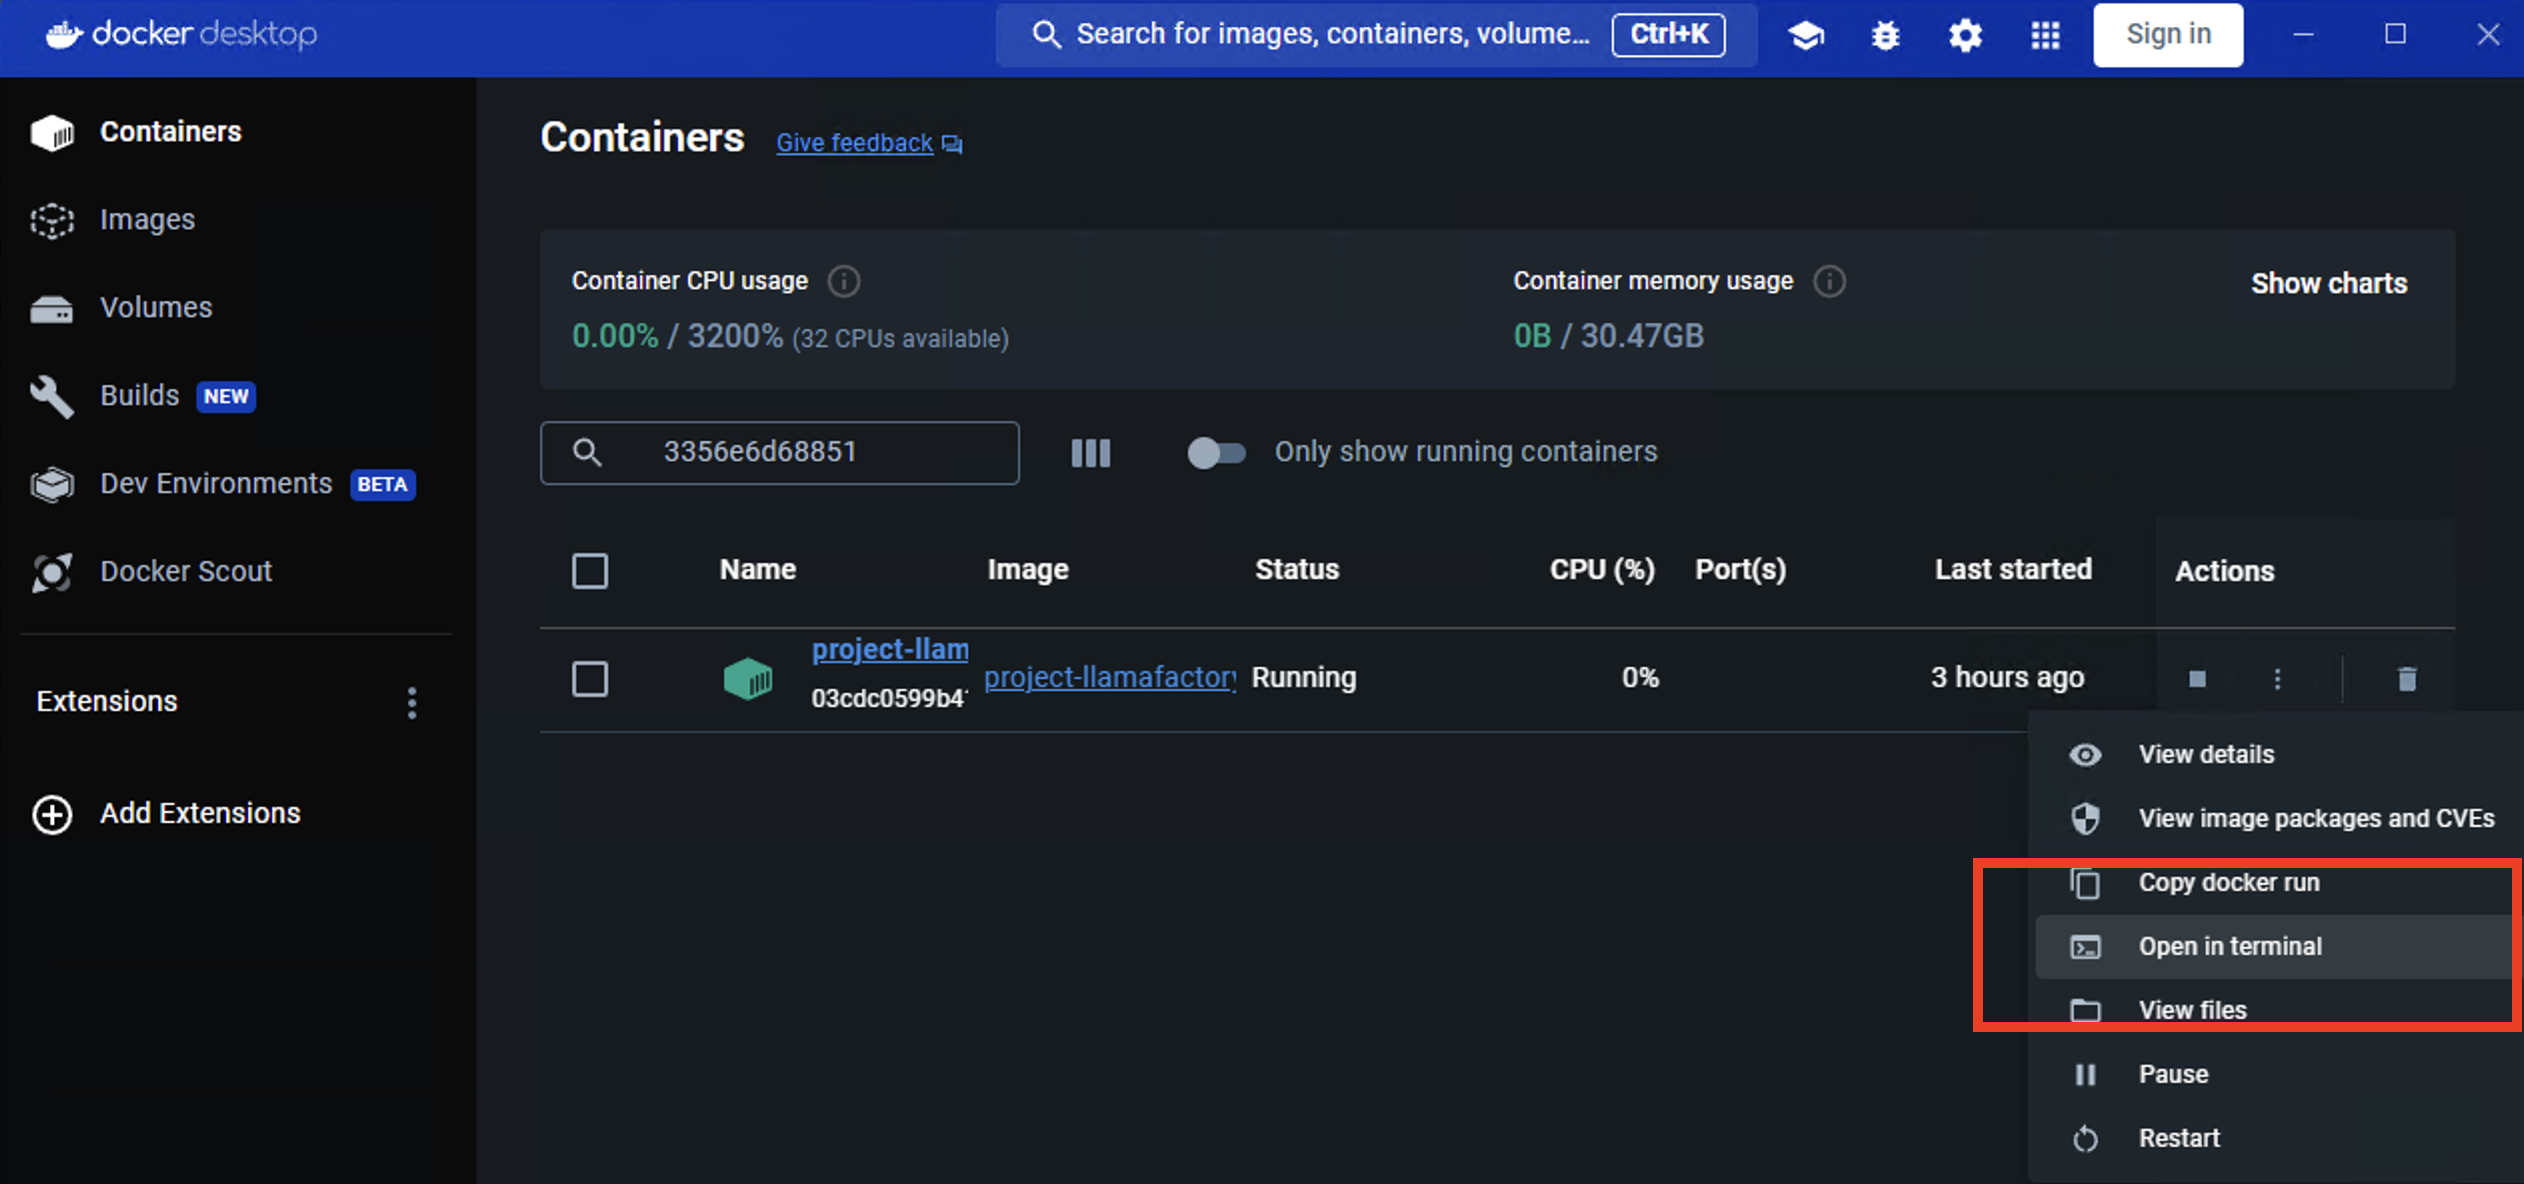 docker desktop
Search for images, containers, volume... Ctrl+K
Sign in
Containers
Images
Volumes
Builds NEW
Dev Environments BETA
Docker Scout
Extensions
Add Extensions
Containers Give feedback
Container CPU usage
0.00% / 3200% (32 CPUs available)
Container memory usage
0B / 30.47GB
Show charts
3356e6d68851
Only show running containers
Name Image Status CPU (%) Port(s) Last started Actions
project-llam
03cdc0599b4
project-llamafactory Running 0% 3 hours ago
View details
View image packages and CVEs
Copy docker run
Open in terminal
View files
Pause
Restart